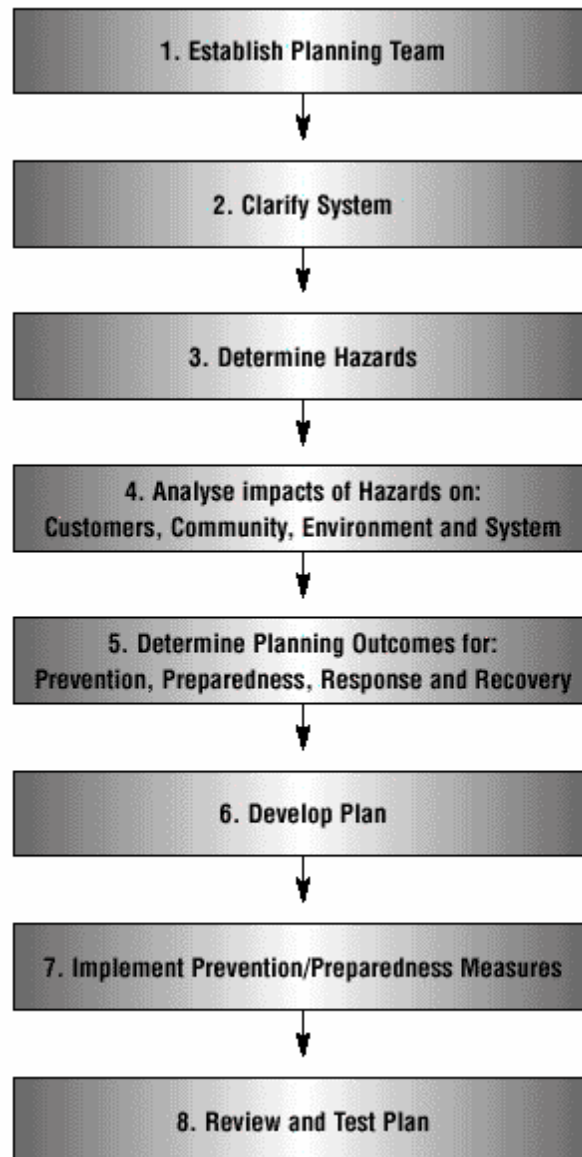 1. Establish Planning Team
2. Clarify System
3. Determine Hazards
4. Analyse impacts of Hazards on:
Customers, Community, Environment and System
5. Determine Planning Outcomes for:
Prevention, Preparedness, Response and Recovery
6. Develop Plan
7. Implement Prevention/Preparedness Measures
8. Review and Test Plan